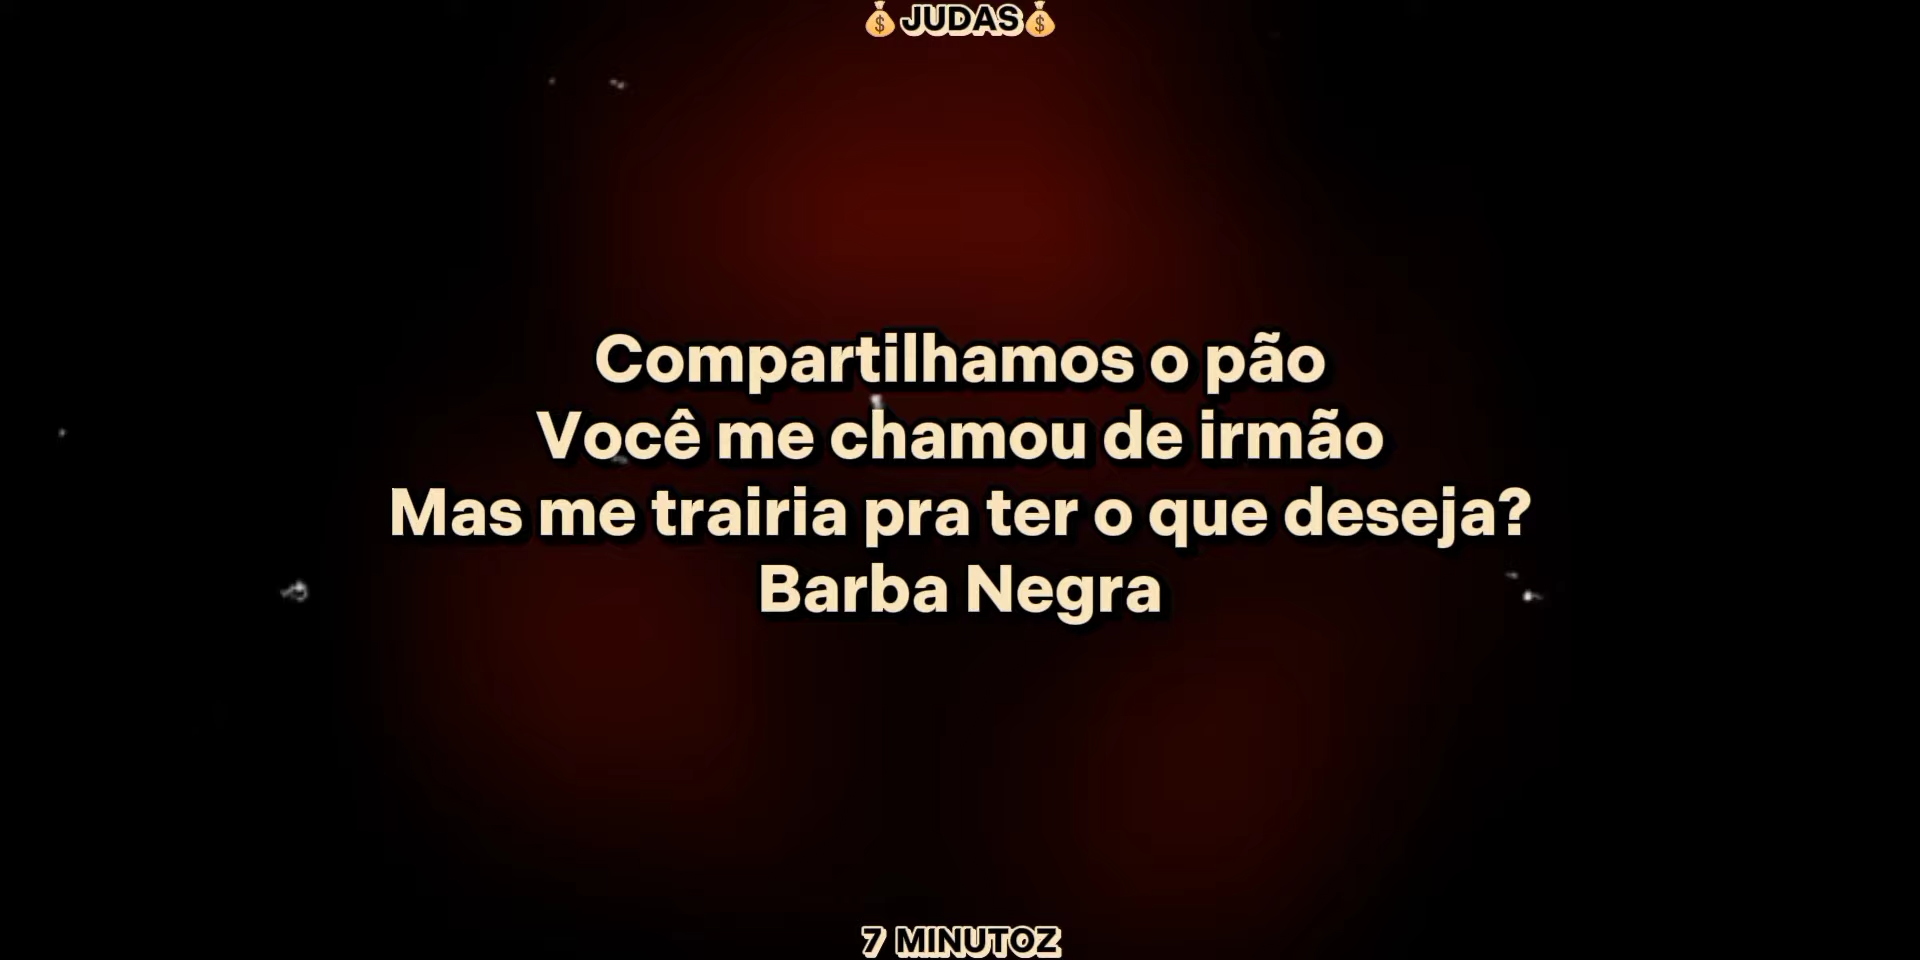 💰JUDAS💰
Compartilhamos o pão
Você me chamou de irmão
Mas me trairia pra ter o que deseja?
Barba Negra
7 MINUTOZ